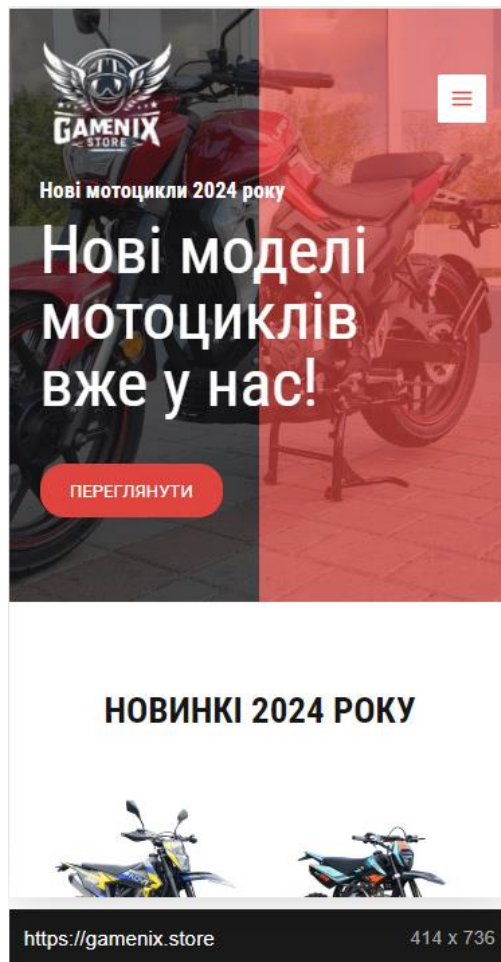 GAMENIX
STORE
Нові мотоцикли 2024 року
Нові моделі
мотоциклів
вже у нас!
ПЕРЕГЛЯНУТИ
НОВИНКІ 2024 РОКУ
https://gamenix.store 414 x 736